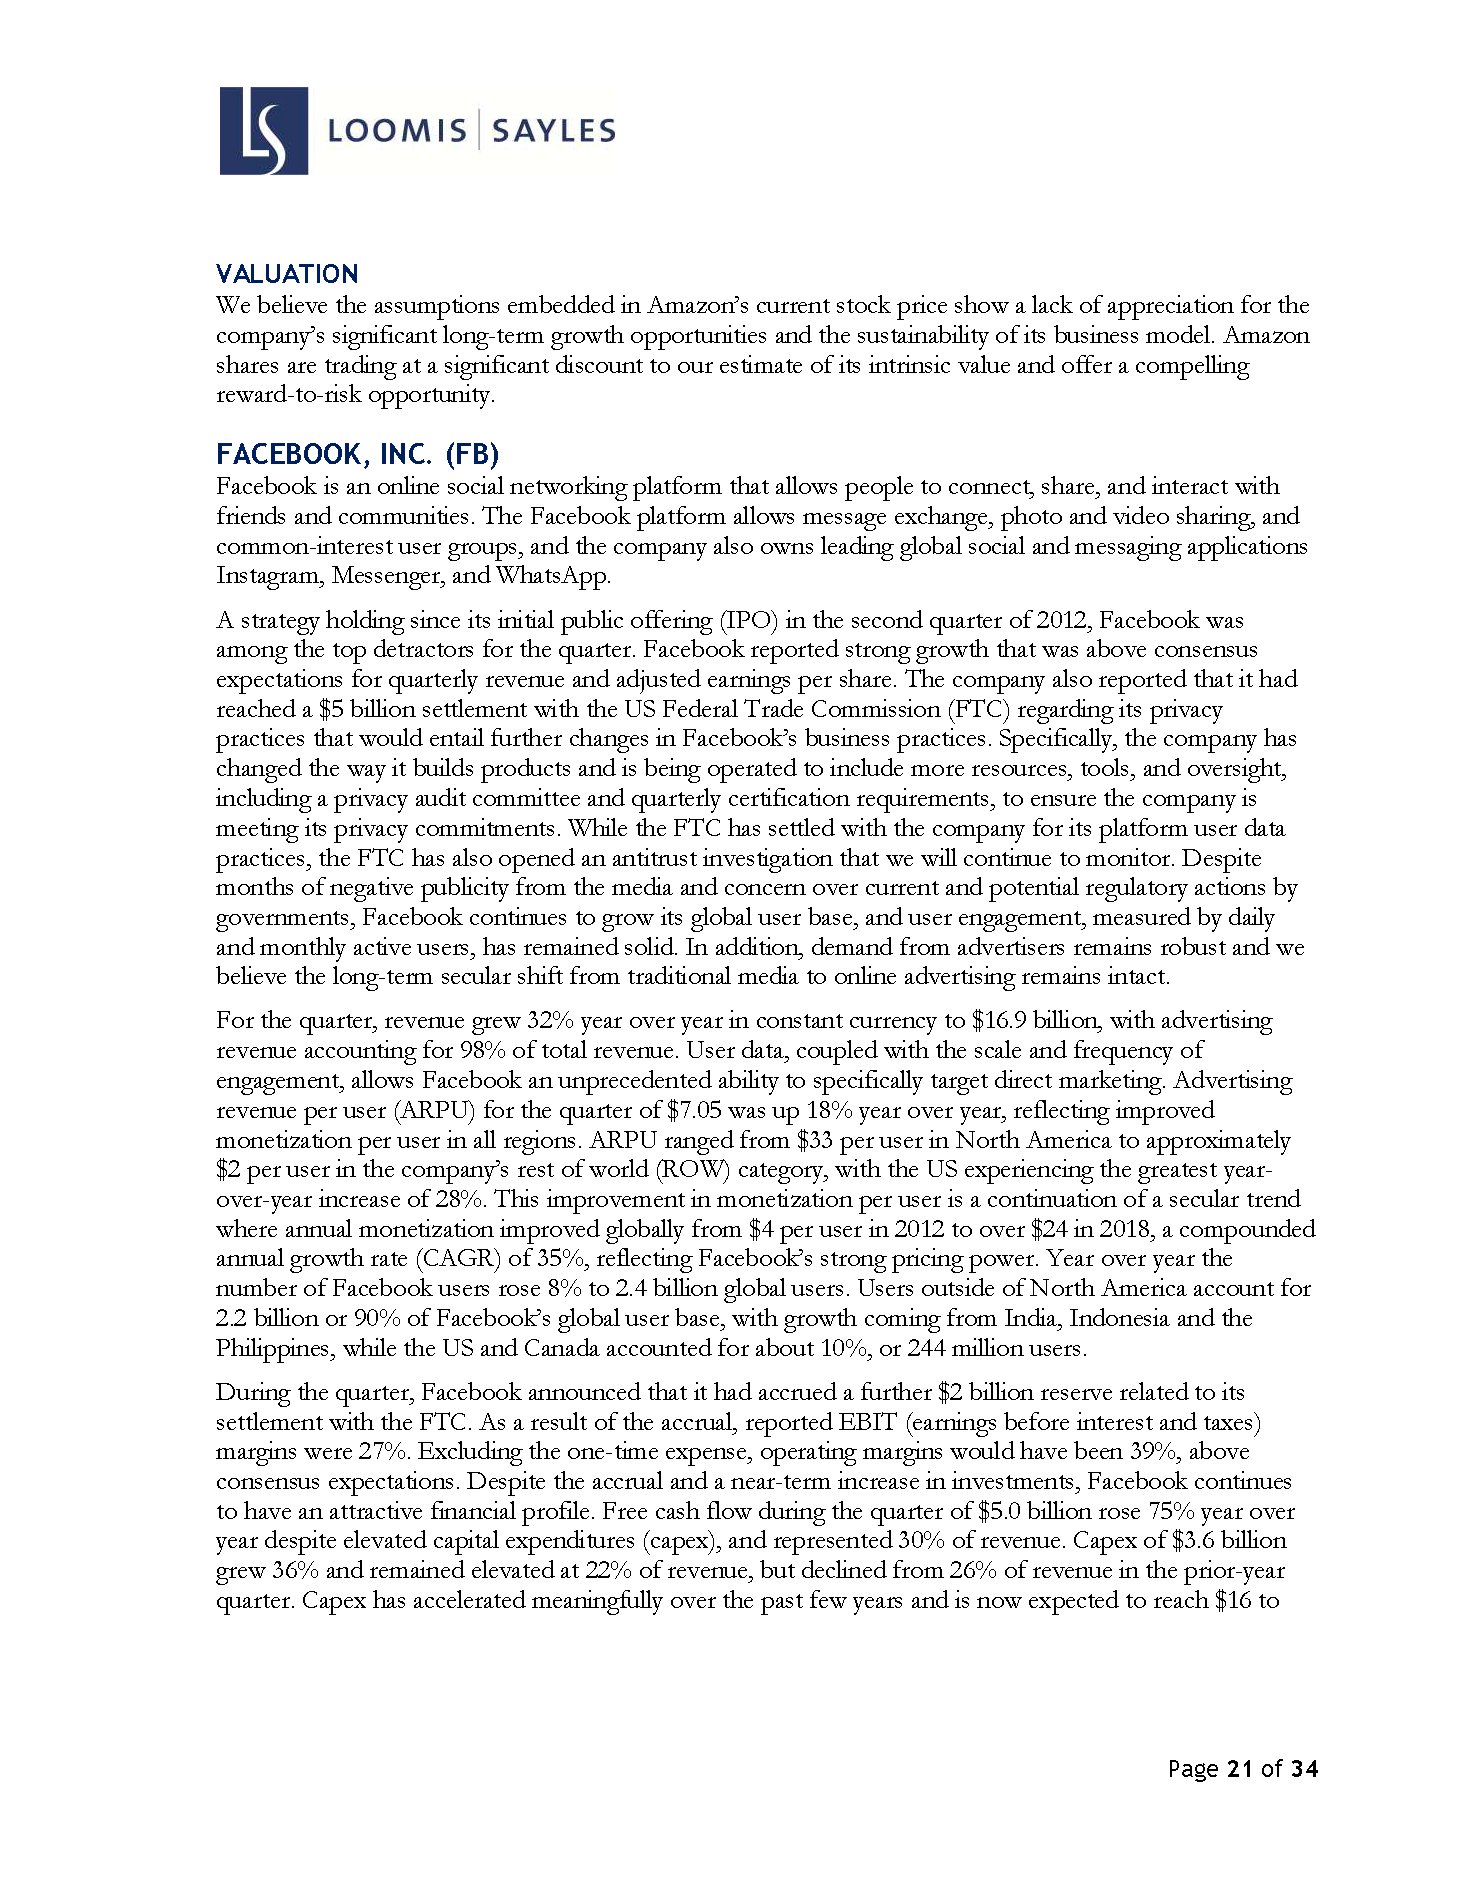 LS LOOMIS | SAYLES
VALUATION
We believe the assumptions embedded in Amazon's current stock price show a lack of appreciation for the
company's significant long-term growth opportunities and the sustainability of its business model. Amazon
shares are trading at a significant discount to our estimate of its intrinsic value and offer a compelling
reward-to-risk opportunity.
FACEBOOK, INC. (FB)
Facebook is an online social networking platform that allows people to connect, share, and interact with
friends and communities. The Facebook platform allows message exchange, photo and video sharing, and
common-interest user groups, and the company also owns leading global social and messaging applications
Instagram, Messenger, and WhatsApp.
A strategy holding since its initial public offering (IPO) in the second quarter of 2012, Facebook was
among the top detractors for the quarter. Facebook reported strong growth that was above consensus
expectations for quarterly revenue and adjusted earnings per share. The company also reported that it had
reached a $5 billion settlement with the US Federal Trade Commission (FTC) regarding its privacy
practices that would entail further changes in Facebook's business practices. Specifically, the company has
changed the way it builds products and is being operated to include more resources, tools, and oversight,
including a privacy audit committee and quarterly certification requirements, to ensure the company is
meeting its privacy commitments. While the FTC has settled with the company for its platform user data
practices, the FTC has also opened an antitrust investigation that we will continue to monitor. Despite
months of negative publicity from the media and concern over current and potential regulatory actions by
governments, Facebook continues to grow its global user base, and user engagement, measured by daily
and monthly active users, has remained solid. In addition, demand from advertisers remains robust and we
believe the long-term secular shift from traditional media to online advertising remains intact.
For the quarter, revenue grew 32% year over year in constant currency to $16.9 billion, with advertising
revenue accounting for 98% of total revenue. User data, coupled with the scale and frequency of
engagement, allows Facebook an unprecedented ability to specifically target direct marketing. Advertising
revenue per user (ARPU) for the quarter of $7.05 was up 18% year over year, reflecting improved
monetization per user in all regions. ARPU ranged from $33 per user in North America to approximately
$2 per user in the company's rest of world (ROW) category, with the US experiencing the greatest year-
over-year increase of 28%. This improvement in monetization per user is a continuation of a secular trend
where annual monetization improved globally from $4 per user in 2012 to over $24 in 2018, a compounded
annual growth rate (CAGR) of 35%, reflecting Facebook's strong pricing power. Year over year the
number of Facebook users rose 8% to 2.4 billion global users. Users outside of North America account for
2.2 billion or 90% of Facebook's global user base, with growth coming from India, Indonesia and the
Philippines, while the US and Canada accounted for about 10%, or 244 million users.
During the quarter, Facebook announced that it had accrued a further $2 billion reserve related to its
settlement with the FTC. As a result of the accrual, reported EBIT (earnings before interest and taxes)
margins were 27%. Excluding the one-time expense, operating margins would have been 39%, above
consensus expectations. Despite the accrual and a near-term increase in investments, Facebook continues
to have an attractive financial profile. Free cash flow during the quarter of $5.0 billion rose 75% year over
year despite elevated capital expenditures (capex), and represented 30% of revenue. Capex of $3.6 billion
grew 36% and remained elevated at 22% of revenue, but declined from 26% of revenue in the prior-year
quarter. Capex has accelerated meaningfully over the past few years and is now expected to reach $16 to
Page 21 of 34